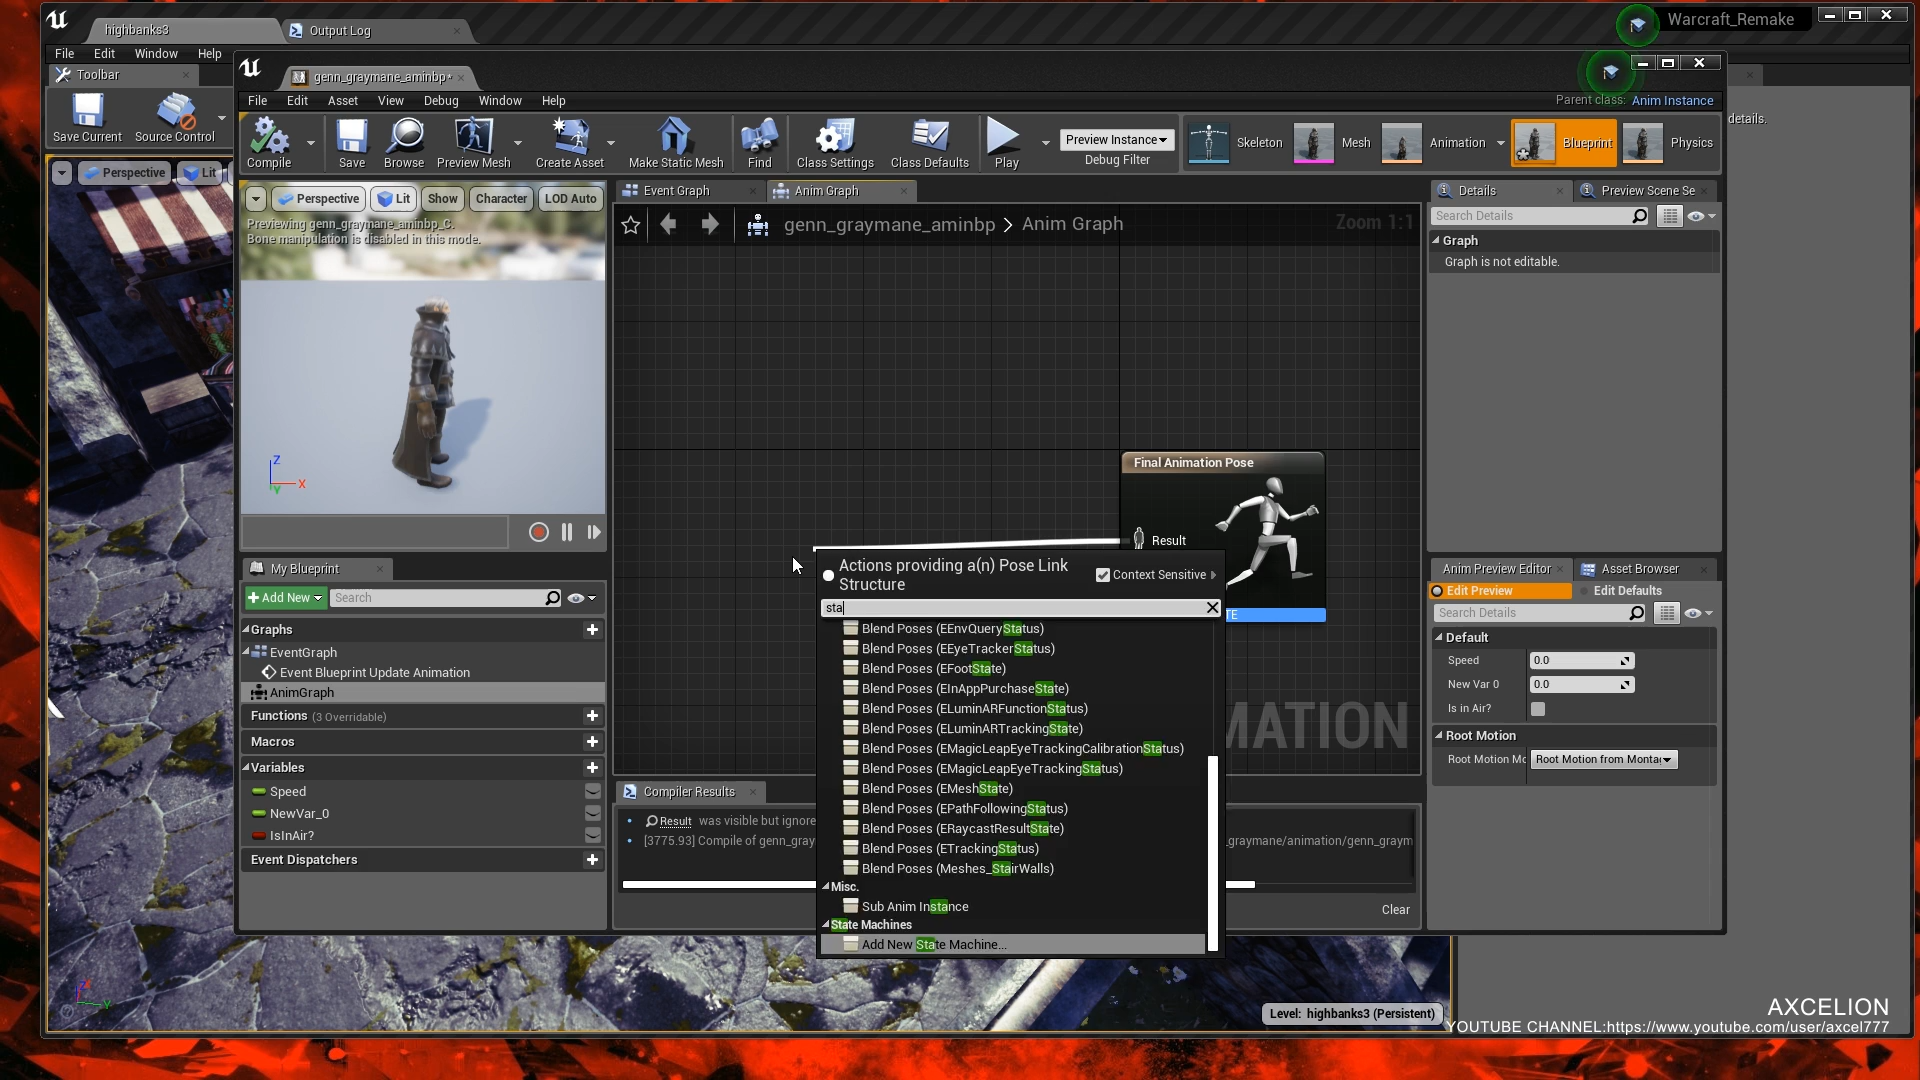 highbanks3
Output Log
Warcraft_Remake
File Edit Window Help
Toolbar
genn_graymane_aminbp*
File Edit Asset View Debug Window Help
Parent class: Anim Instance
details.
Save Current
Source Control
Compile
Save
Browse
Preview Mesh
Create Asset
Make Static Mesh
Find
Class Settings
Class Defaults
Play
Preview Instance
Debug Filter
Skeleton
Mesh
Animation
Blueprint
Physics
Perspective
Lit
Perspective
Lit
Show
Character
LOD Auto
Previewing genn_graymane_aminbp_C.
Bone manipulation is disabled in this mode.
Z
X
Y
Event Graph
Anim Graph
genn_graymane_aminbp > Anim Graph
Zoom 1:1
Final Animation Pose
Result
TE
MATION
Actions providing a(n) Pose Link
Structure
Context Sensitive
sta
Blend Poses (EEnvQueryStatus)
Blend Poses (EEyeTrackerStatus)
Blend Poses (EFootState)
Blend Poses (EInAppPurchaseState)
Blend Poses (ELuminARFunctionStatus)
Blend Poses (ELuminARTrackingState)
Blend Poses (EMagicLeapEyeTrackingCalibrationStatus)
Blend Poses (EMagicLeapEyeTrackingStatus)
Blend Poses (EMeshState)
Blend Poses (EPathFollowingStatus)
Blend Poses (ERaycastResultState)
Blend Poses (ETrackingStatus)
Blend Poses (Meshes_StairWalls)
Misc.
Sub Anim Instance
State Machines
Add New State Machine...
My Blueprint
Add New
Search
Graphs
EventGraph
Event Blueprint Update Animation
AnimGraph
Functions (3 Overridable)
Macros
Variables
Speed
NewVar_0
IsInAir?
Event Dispatchers
Compiler Results
Result was visible but ignore
[3775.93] Compile of genn_gray
_graymane/animation/genn_graym
Clear
Details
Preview Scene Se
Search Details
Graph
Graph is not editable.
Anim Preview Editor
Asset Browser
Edit Preview
Edit Defaults
Search Details
Default
Speed 0.0
New Var 0 0.0
Is in Air?
Root Motion
Root Motion Mo Root Motion from Monta
Level: highbanks3 (Persistent)
AXCELION
YOUTUBE CHANNEL:https://www.youtube.com/user/axcel777